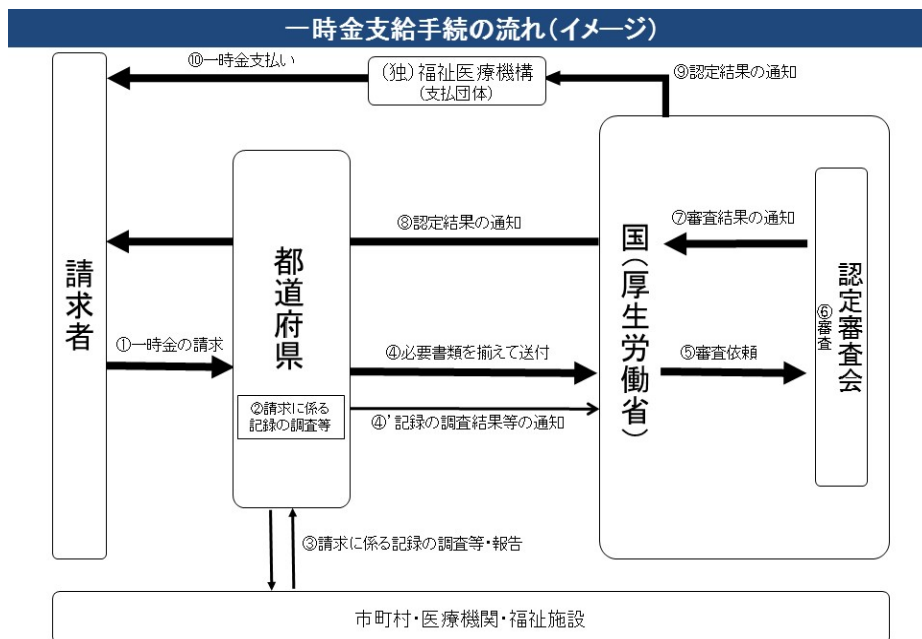 一時金支給手続の流れ(イメージ)
⑩一時金支払い
(独)福祉医療機構
(支払団体)
⑨認定結果の通知
請求者
都道府県
国(厚生労働省)
認定審査会
⑥審査
⑧認定結果の通知
⑦審査結果の通知
①一時金の請求
④必要書類を揃えて送付
⑤審査依頼
②請求に係る
記録の調査等
④’記録の調査結果等の通知
③請求に係る記録の調査等・報告
市町村・医療機関・福祉施設